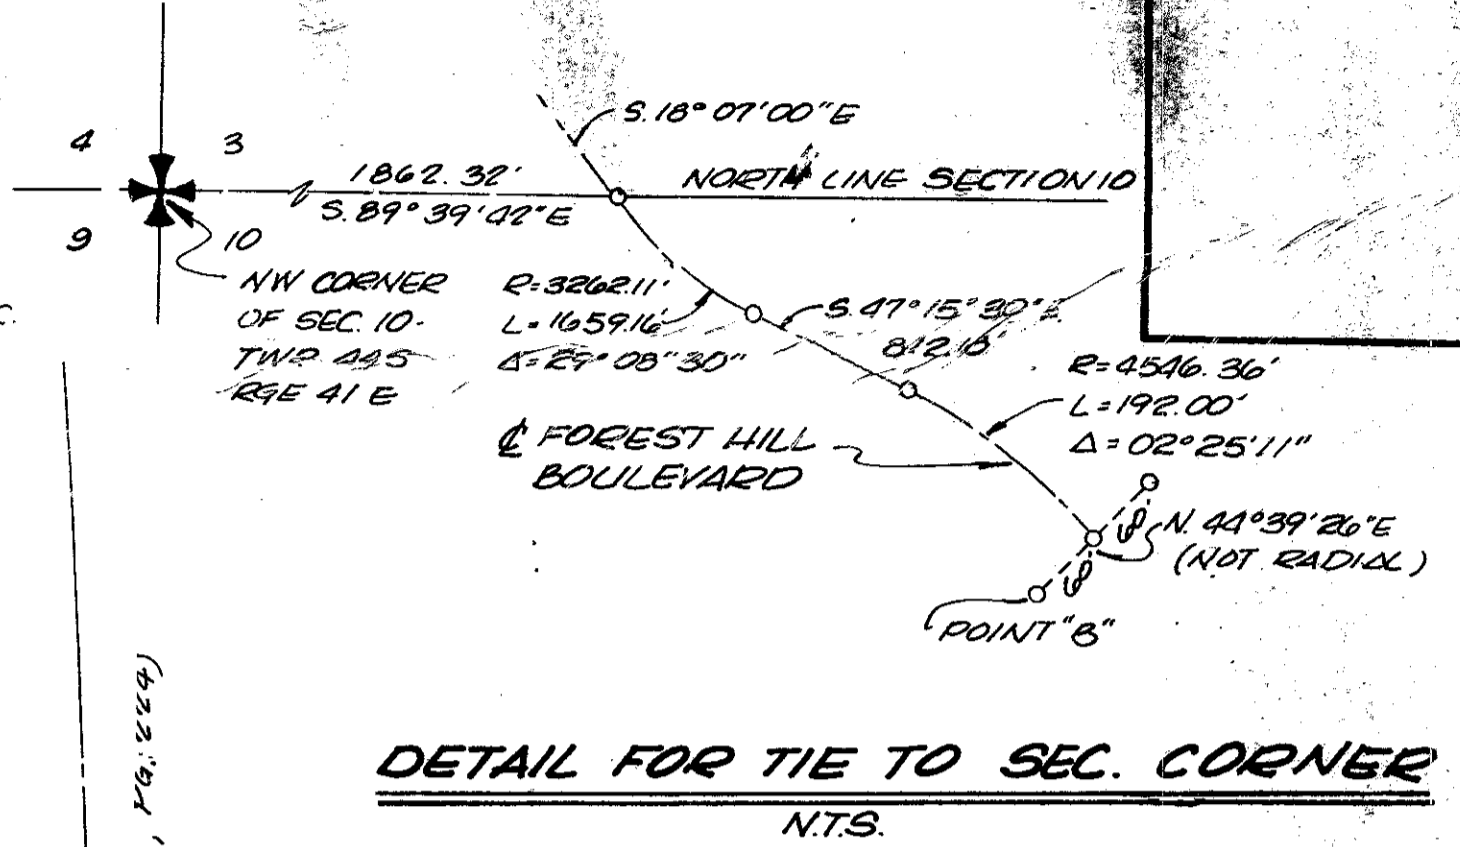 4
3
9
10
S. 18° 07' 00" E
1862. 32'
S. 89° 39' 42" E
NORTH LINE SECTION 10
NW CORNER
OF SEC. 10.
TWP 44S
RGE 41 E
R=3262.11'
L=1659.16'
Δ=29° 08" 30"
S. 47° 15' 30" E
R=4546. 36'
L=192.00'
Δ=02° 25' 11"
℄ FOREST HILL
BOULEVARD
N. 44° 39' 26" E
(NOT RADIAL)
60
60
POINT "B"
DETAIL FOR TIE TO SEC. CORNER
N.T.S.